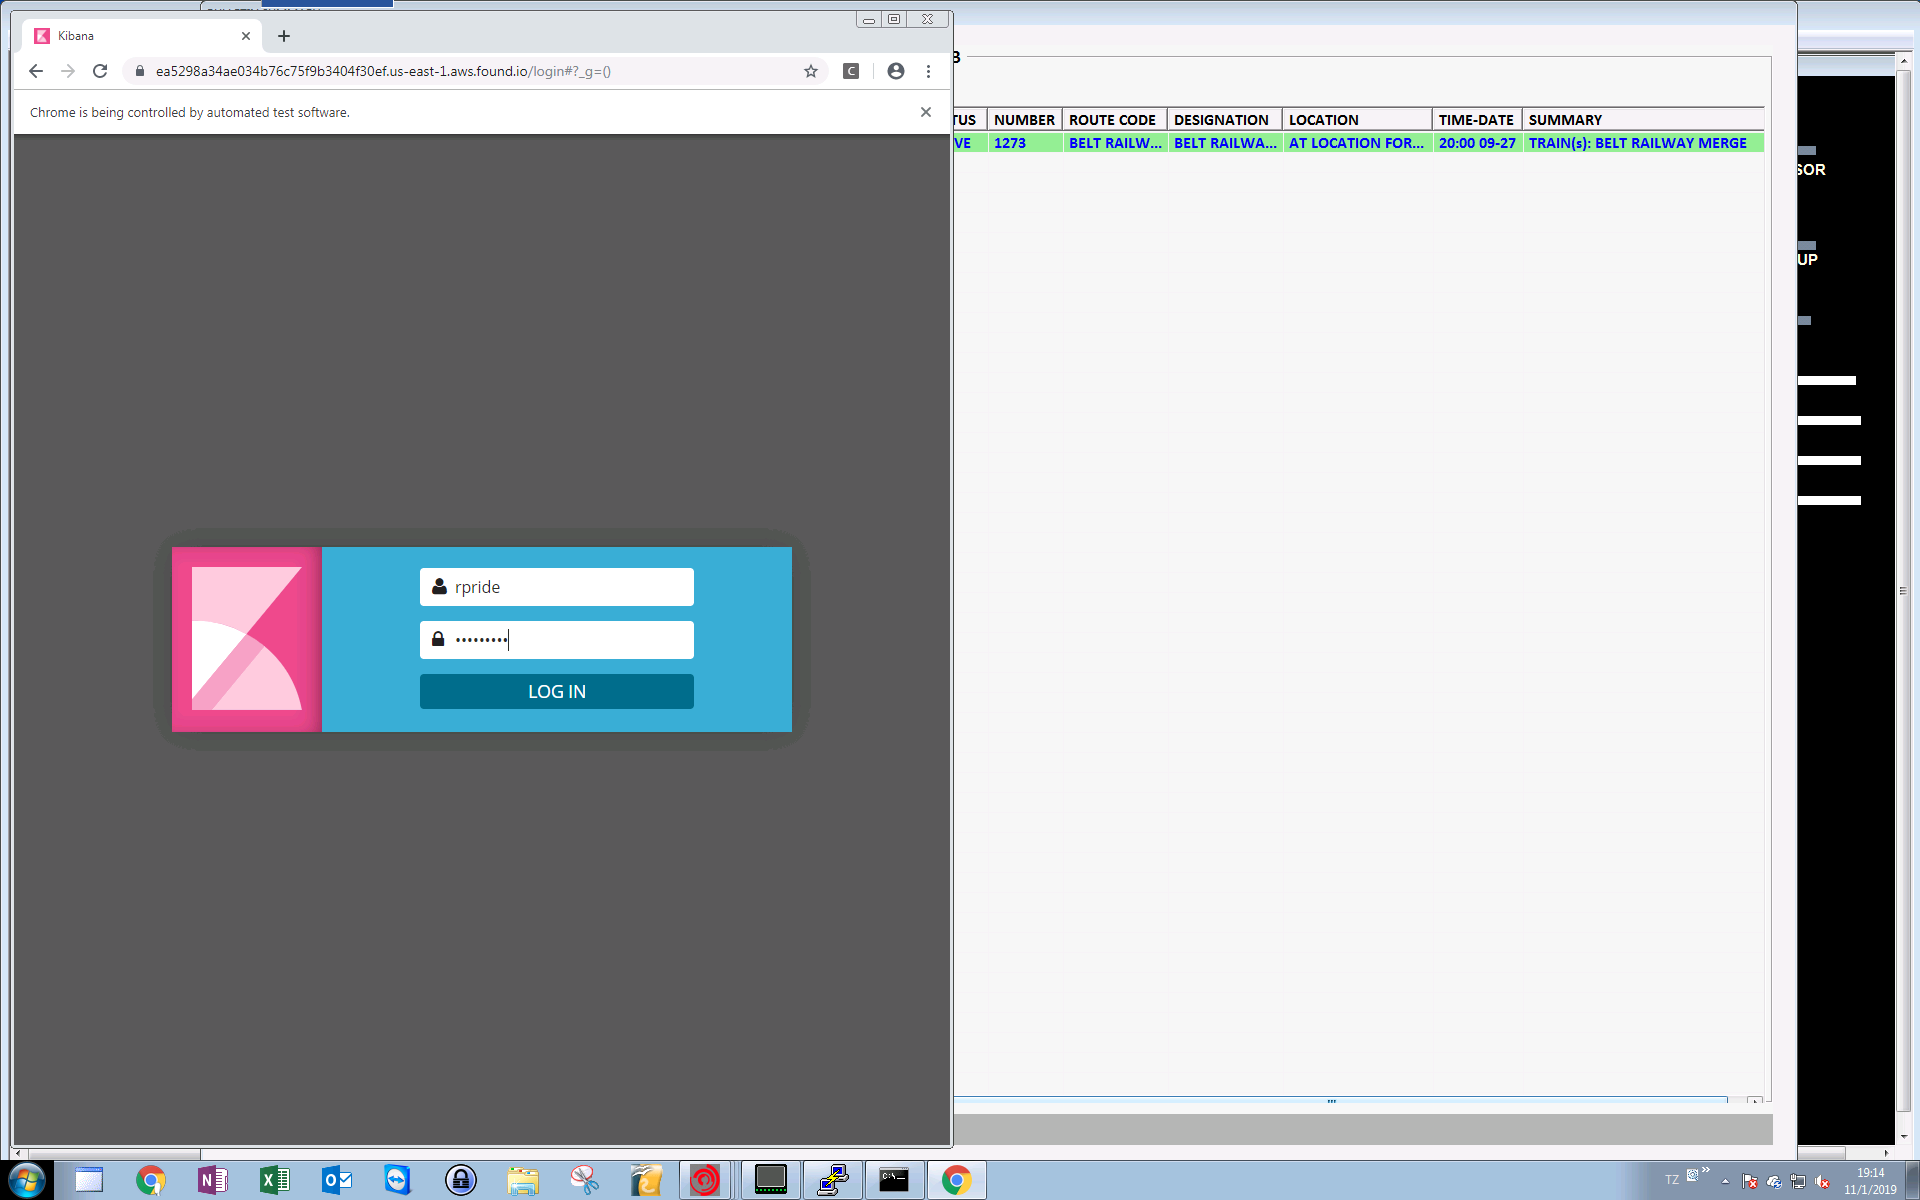 Kibana
ea5298a34ae034b76c75f9b3404f30ef.us-east-1.aws.found.io/login#?_g=()
Chrome is being controlled by automated test software.
rpride
•••••••••
LOG IN
NUMBER ROUTE CODE DESIGNATION LOCATION TIME-DATE SUMMARY
1273 BELT RAILW... BELT RAILWA... AT LOCATION FOR... 20:00 09-27 TRAIN(s): BELT RAILWAY MERGE
SOR
UP
TZ
19:14
11/1/2019